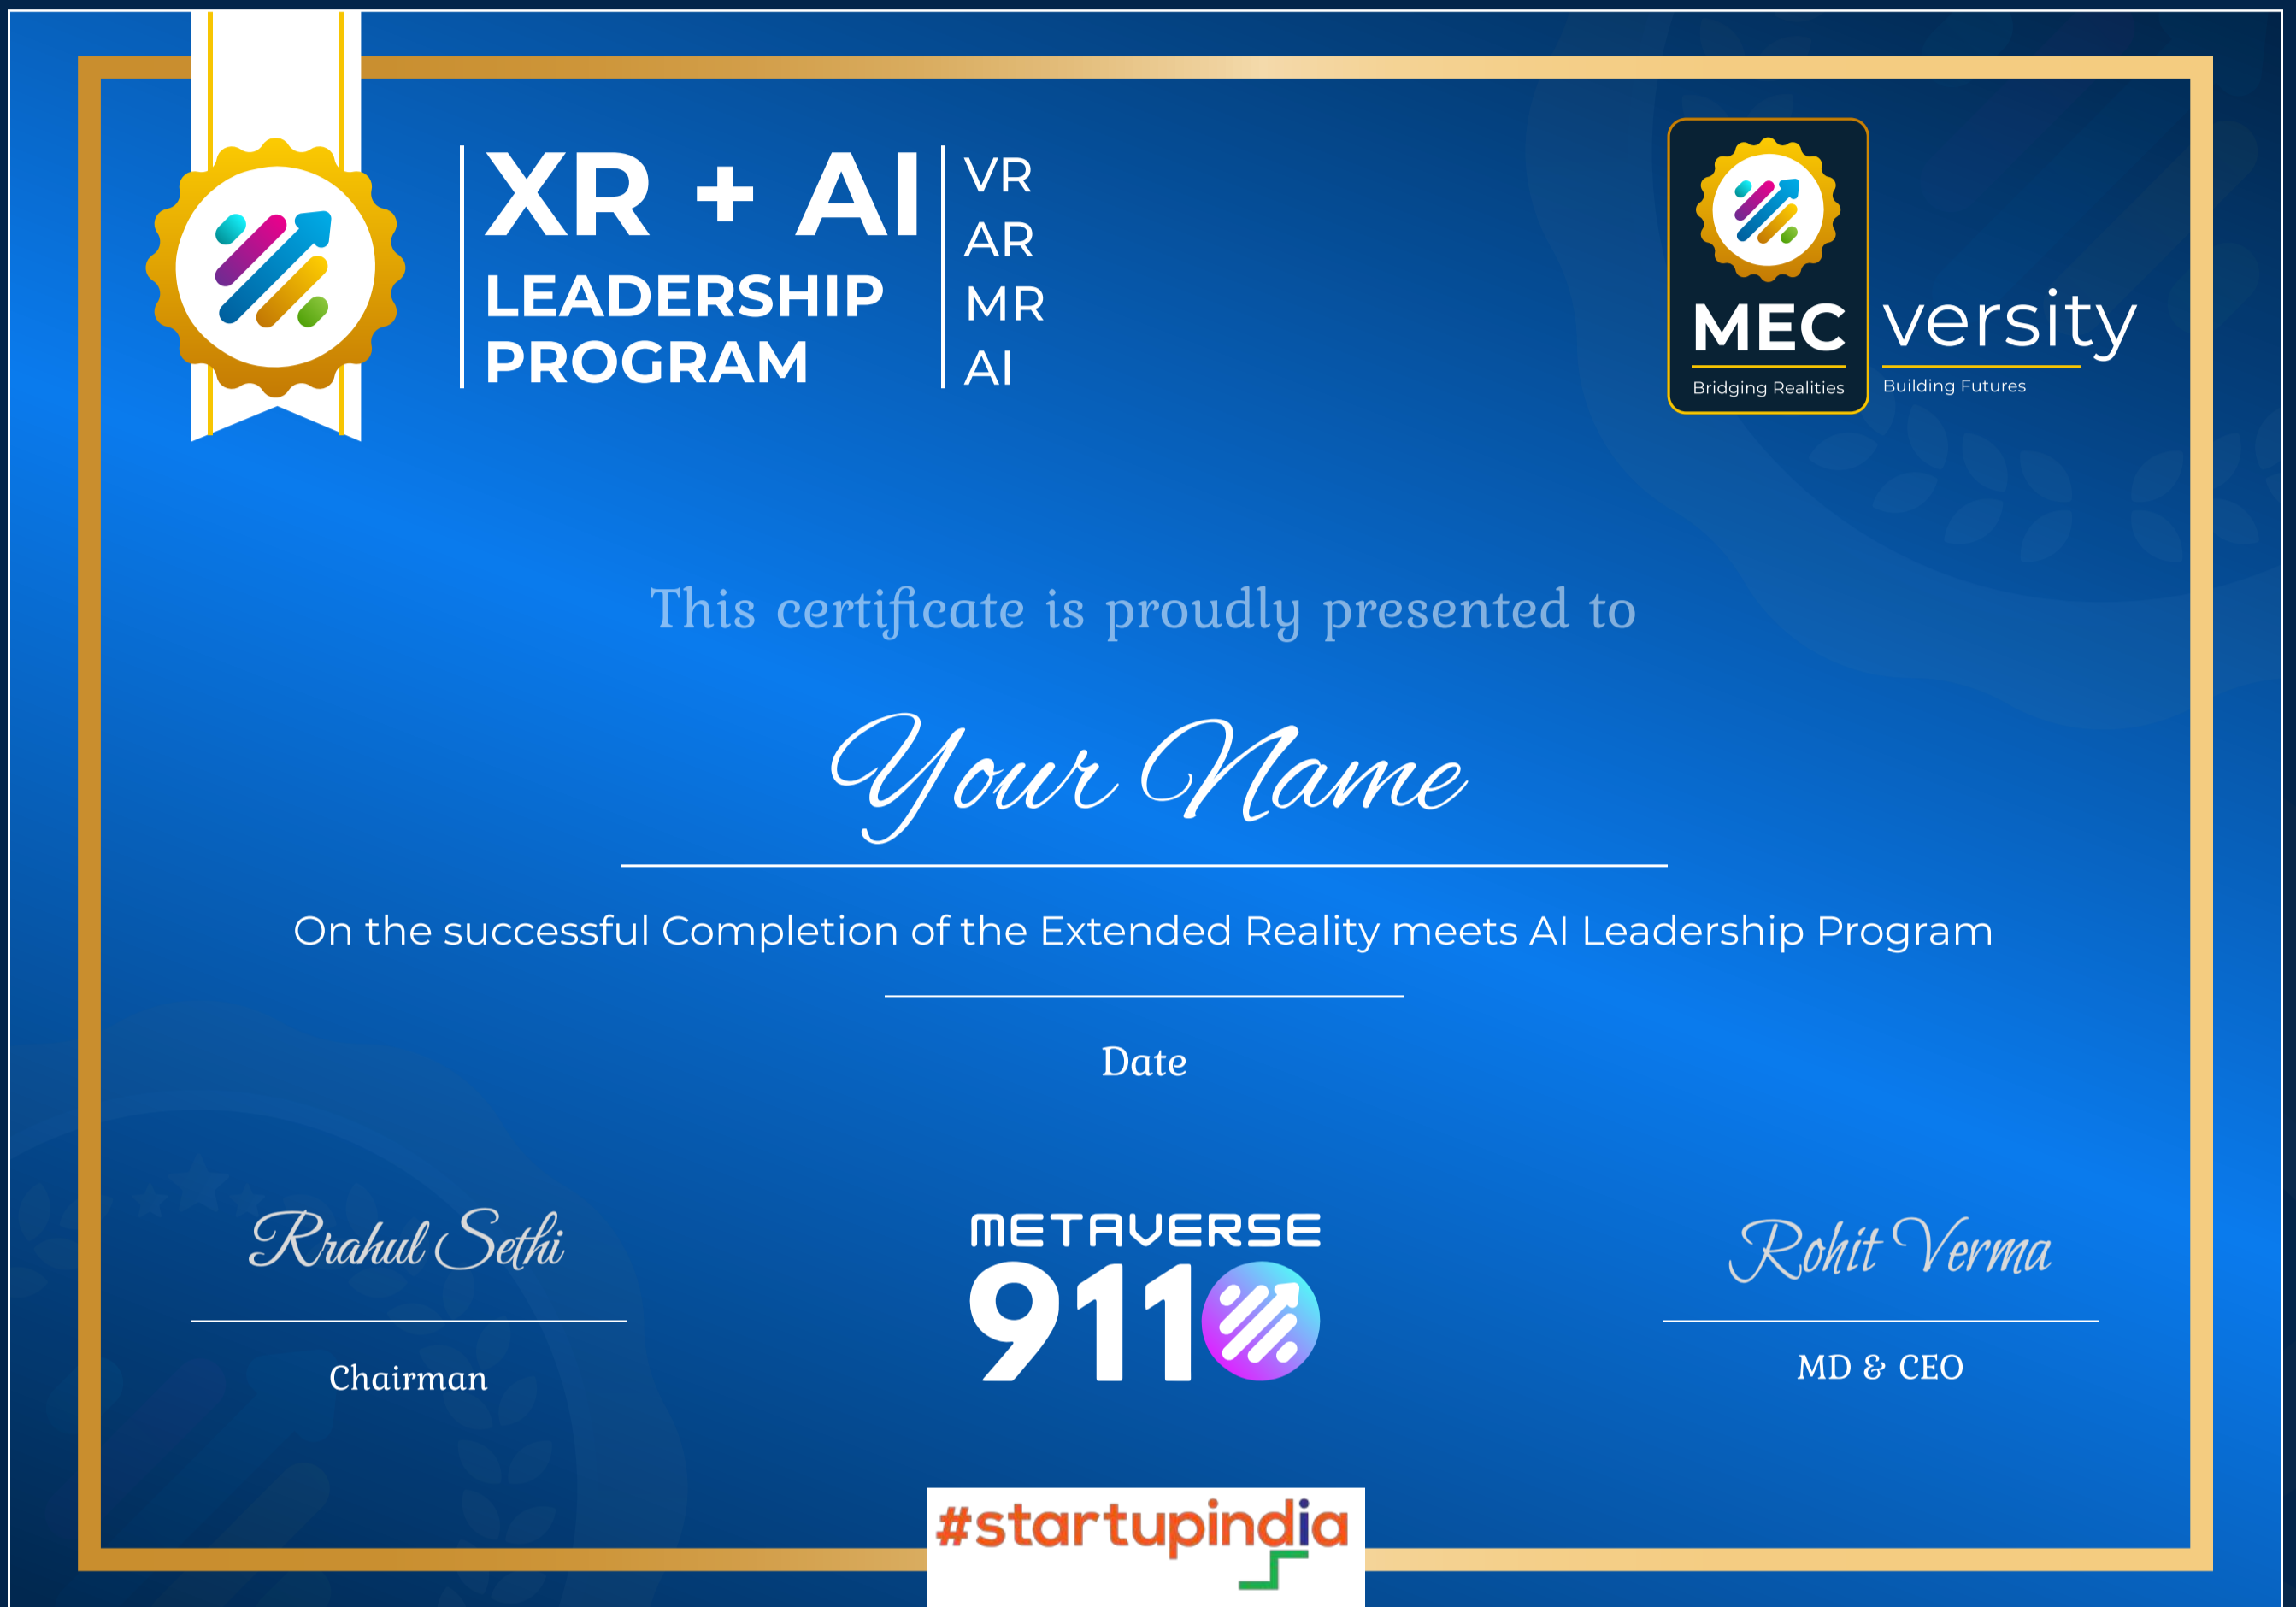 XR + AI
LEADERSHIP
PROGRAM
VR
AR
MR
AI
MEC versity
Bridging Realities Building Futures
This certificate is proudly presented to
Your Name
On the successful Completion of the Extended Reality meets AI Leadership Program
Date
Rrahul Sethi
Chairman
METAVERSE
911
Rohit Verma
MD & CEO
#startupindia